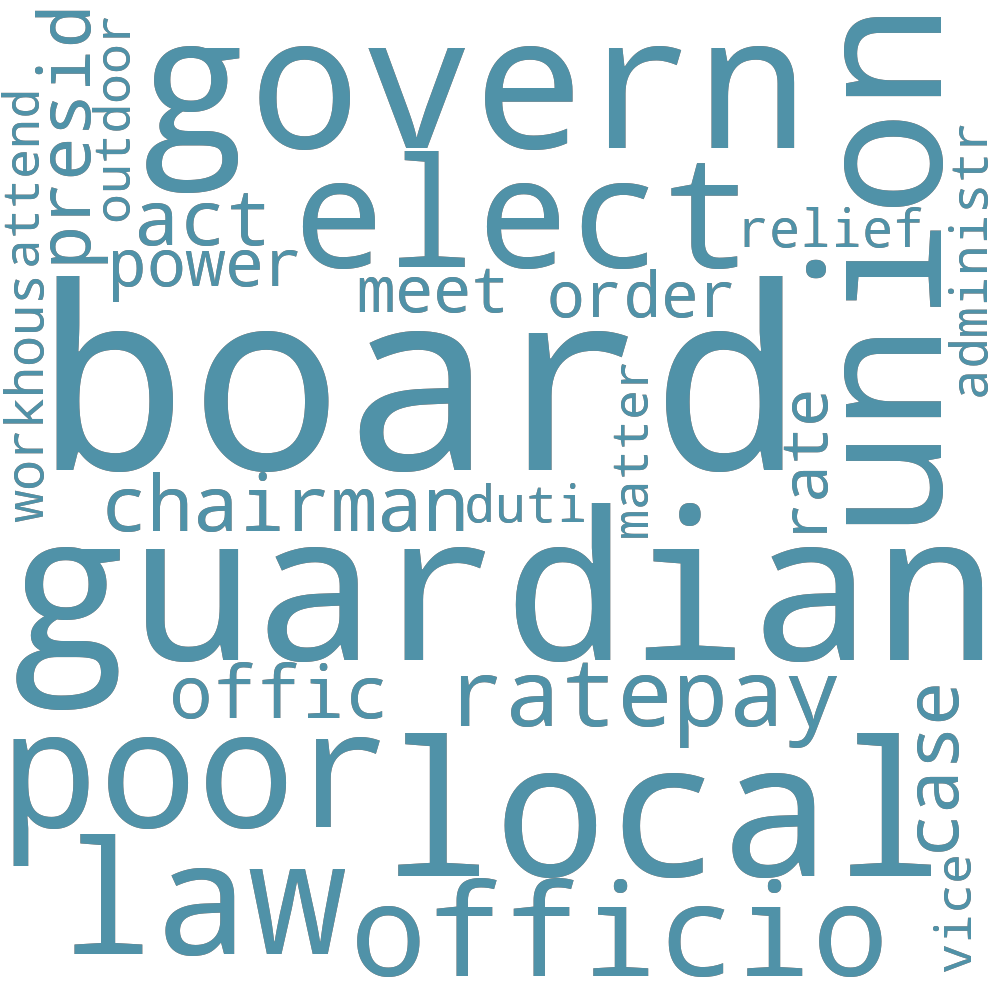 govern
union
presid
outdoor
attend
elect
act
relief
administr
power
meet
order
board
workhous
rate
matter
chairman
duti
guardian
offic
ratepay
case
poor
local
law
officio
vice